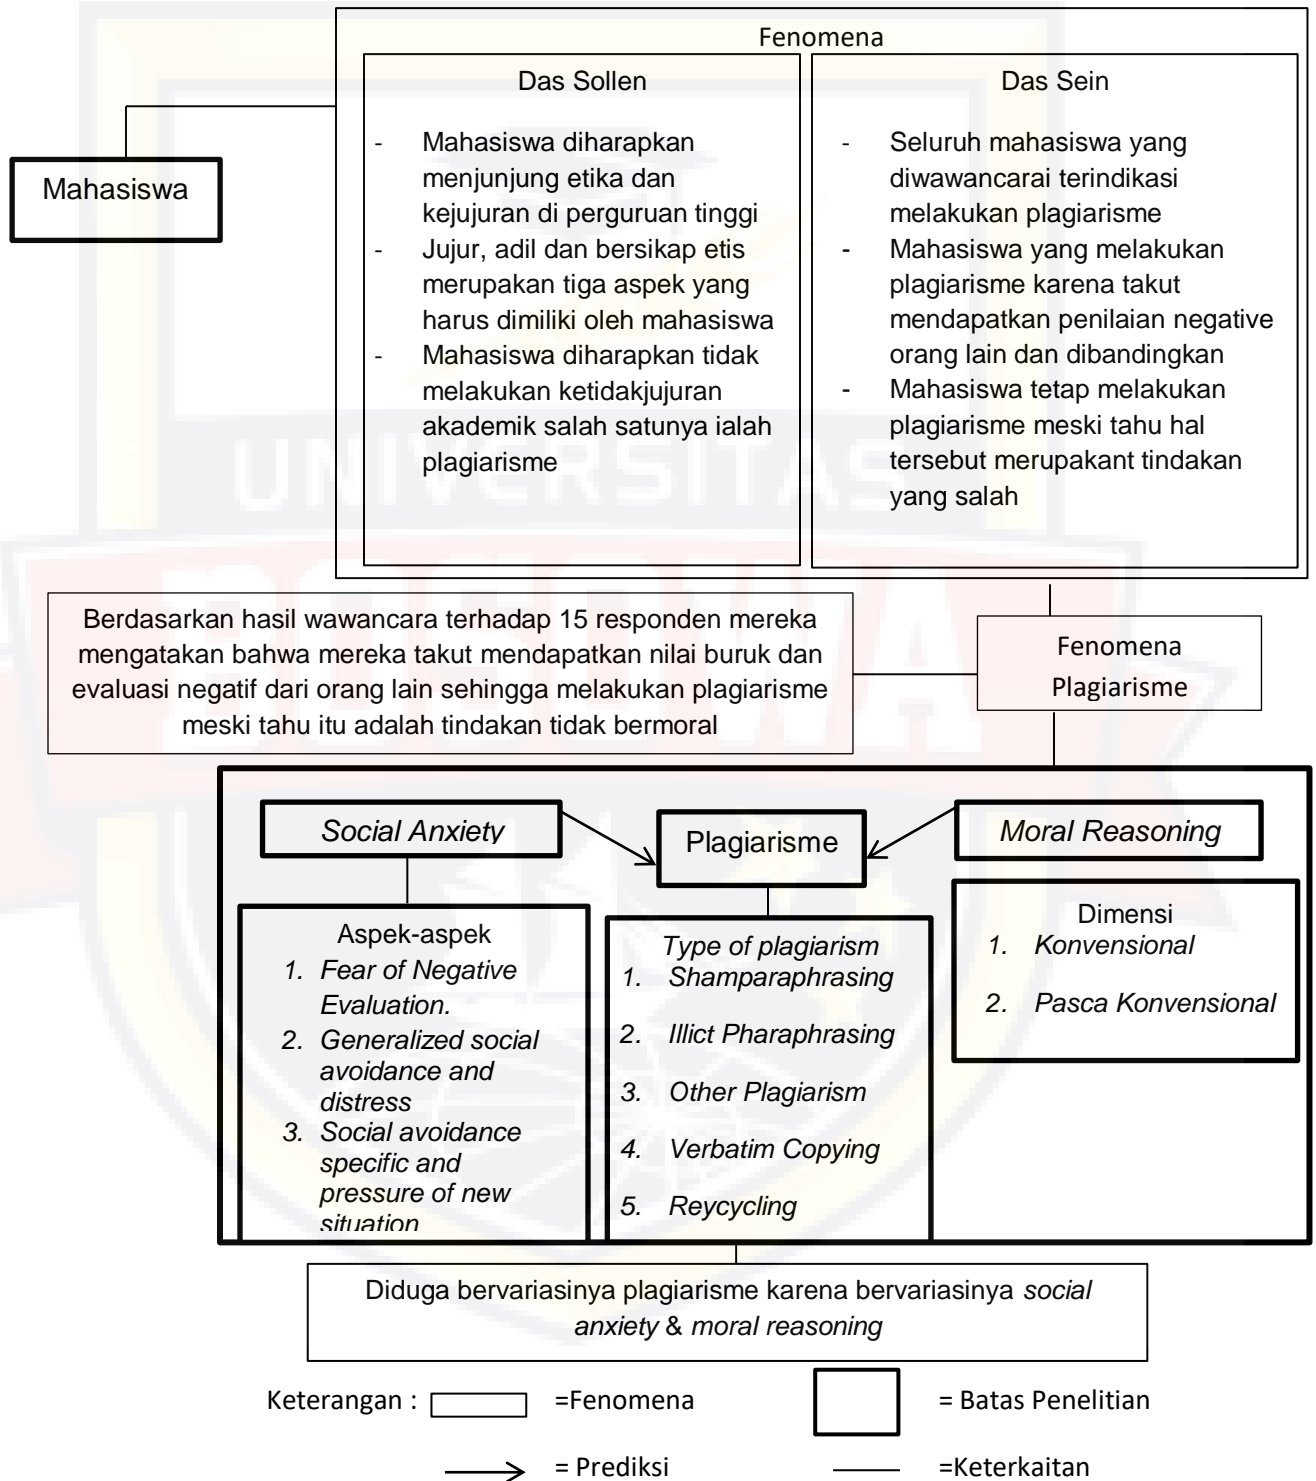 Fenomena
Mahasiswa
Das Sollen
- Mahasiswa diharapkan
menjunjung etika dan
kejujuran di perguruan tinggi
- Jujur, adil dan bersikap etis
merupakan tiga aspek yang
harus dimiliki oleh mahasiswa
- Mahasiswa diharapkan tidak
melakukan ketidakjujuran
akademik salah satunya ialah
plagiarisme
Das Sein
- Seluruh mahasiswa yang
diwawancarai terindikasi
melakukan plagiarisme
- Mahasiswa yang melakukan
plagiarisme karena takut
mendapatkan penilaian negative
orang lain dan dibandingkan
- Mahasiswa tetap melakukan
plagiarisme meski tahu hal
tersebut merupakant tindakan
yang salah
UNIVERSITAS
BOSOWA
Berdasarkan hasil wawancara terhadap 15 responden mereka
mengatakan bahwa mereka takut mendapatkan nilai buruk dan
evaluasi negatif dari orang lain sehingga melakukan plagiarisme
meski tahu itu adalah tindakan tidak bermoral
Fenomena
Plagiarisme
Social Anxiety
Plagiarisme
Moral Reasoning
Aspek-aspek
1. Fear of Negative
Evaluation.
2. Generalized social
avoidance and
distress
3. Social avoidance
specific and
pressure of new
situation
Type of plagiarism
1. Shamparaphrasing
2. Illict Pharaphrasing
3. Other Plagiarism
4. Verbatim Copying
5. Reycycling
Dimensi
1. Konvensional
2. Pasca Konvensional
Diduga bervariasinya plagiarisme karena bervariasinya social
anxiety & moral reasoning
Keterangan : =Fenomena = Batas Penelitian
= Prediksi =Keterkaitan